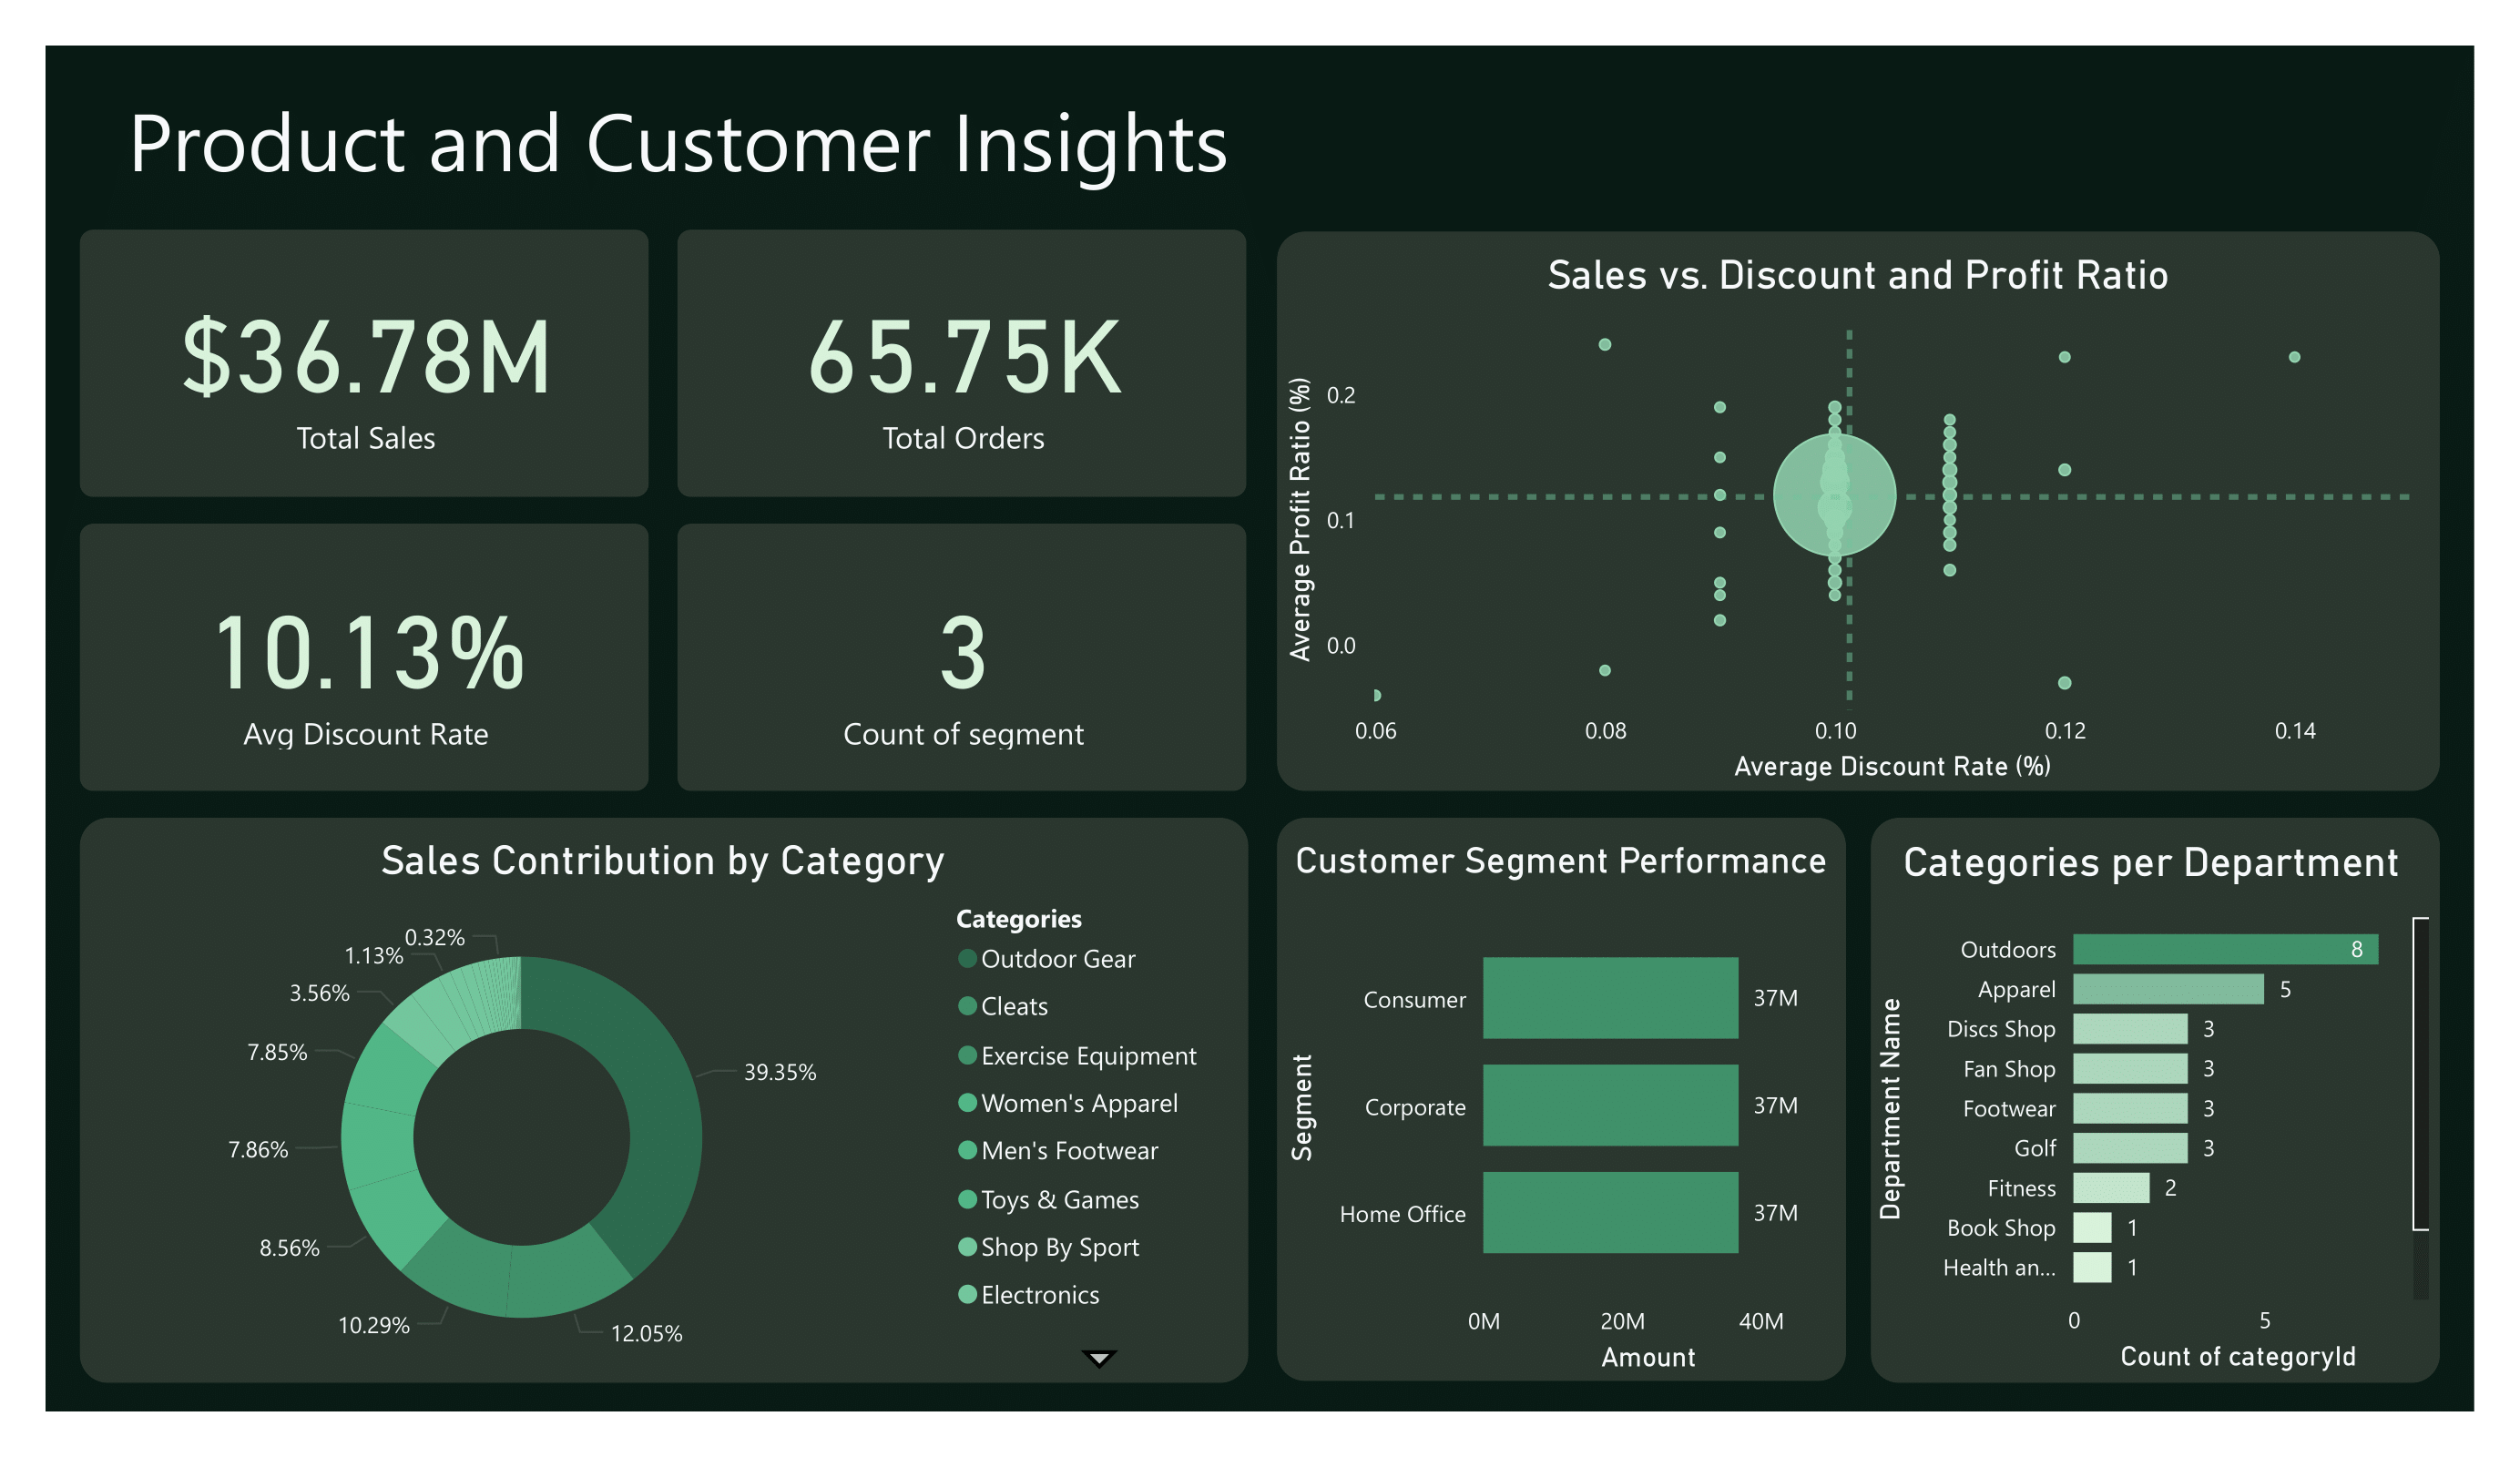 Product and Customer Insights
$36.78M
Total Sales
65.75K
Total Orders
10.13%
Avg Discount Rate
3
Count of segment
Sales vs. Discount and Profit Ratio
Average Profit Ratio (%)
0.2
0.1
0.0
0.06 0.08 0.10 0.12 0.14
Average Discount Rate (%)
Sales Contribution by Category
0.32%
1.13%
3.56%
7.85%
7.86%
8.56%
10.29%
12.05%
39.35%
Categories
Outdoor Gear
Cleats
Exercise Equipment
Women's Apparel
Men's Footwear
Toys & Games
Shop By Sport
Electronics
Customer Segment Performance
Segment
Consumer 37M
Corporate 37M
Home Office 37M
0M 20M 40M
Amount
Categories per Department
Department Name
Outdoors 8
Apparel 5
Discs Shop 3
Fan Shop 3
Footwear 3
Golf 3
Fitness 2
Book Shop 1
Health an... 1
0 5
Count of categoryId